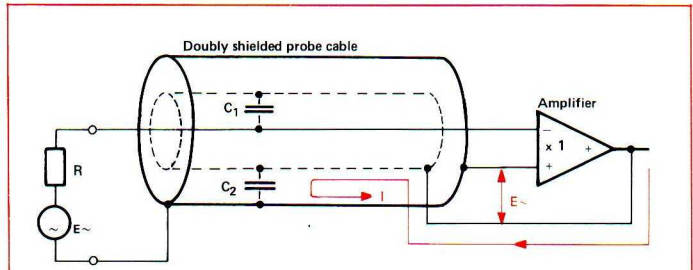 Doubly shielded probe cable
C1
Amplifier
−
x 1 +
+
R
C2
I
E~
~ E~